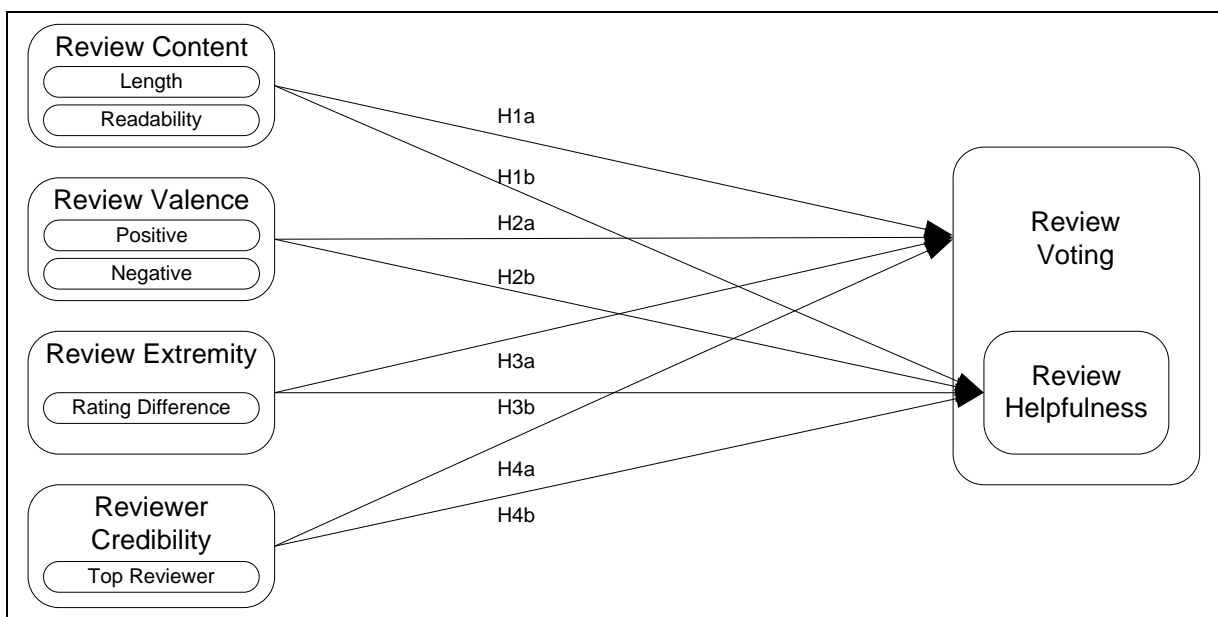 Review Content
Length
Readability
Review Valence
Positive
Negative
Review Extremity
Rating Difference
Reviewer
Credibility
Top Reviewer
H1a
H1b
H2a
H2b
H3a
H3b
H4a
H4b
Review
Voting
Review
Helpfulness